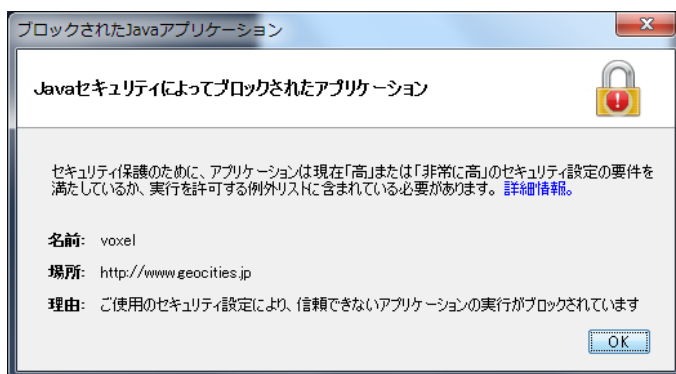 ブロックされたJavaアプリケーション
Javaセキュリティによってブロックされたアプリケーション
セキュリティ保護のために、アプリケーションは現在「高」または「非常に高」のセキュリティ設定の要件を
満たしているか、実行を許可する例外リストに含まれている必要があります。詳細情報。
名前: voxel
場所: http://www.geocities.jp
理由: ご使用のセキュリティ設定により、信頼できないアプリケーションの実行がブロックされています
OK